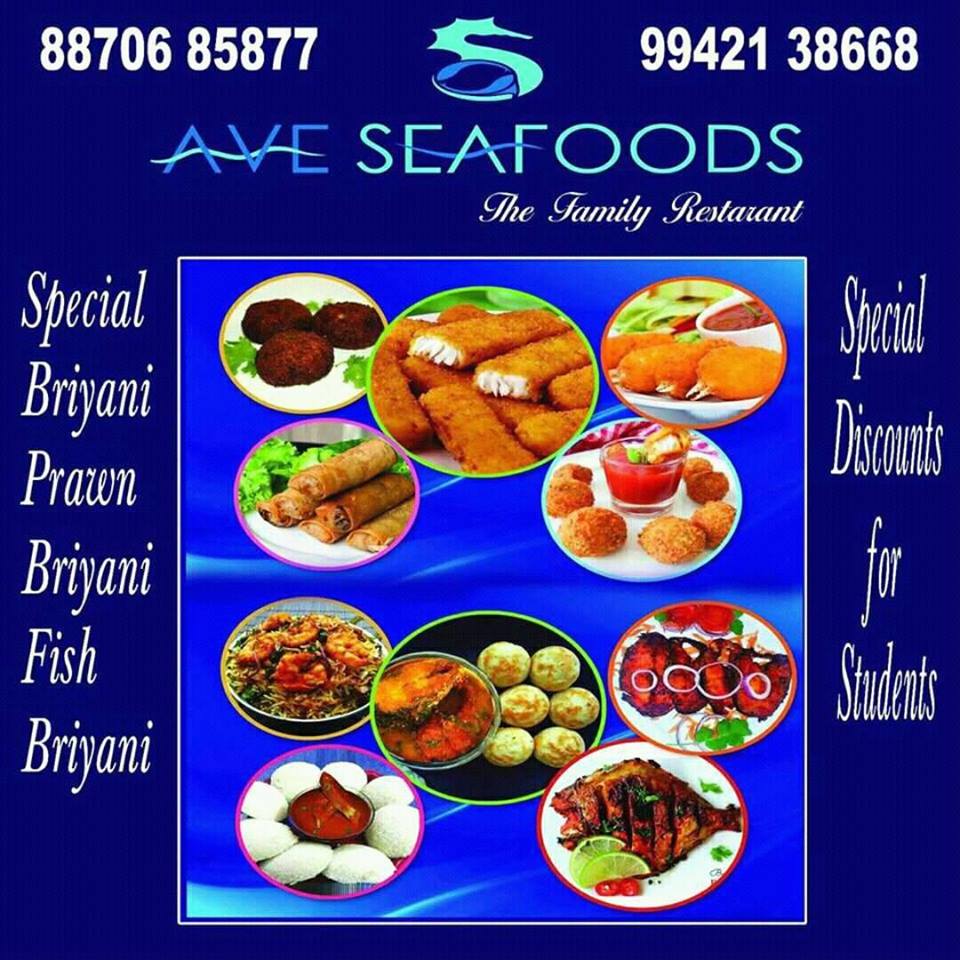 88706 85877
99421 38668
AVE SEAFOODS
The Family Restarant
Special
Briyani
Prawn
Briyani
Fish
Briyani
Special
Discounts
for
Students